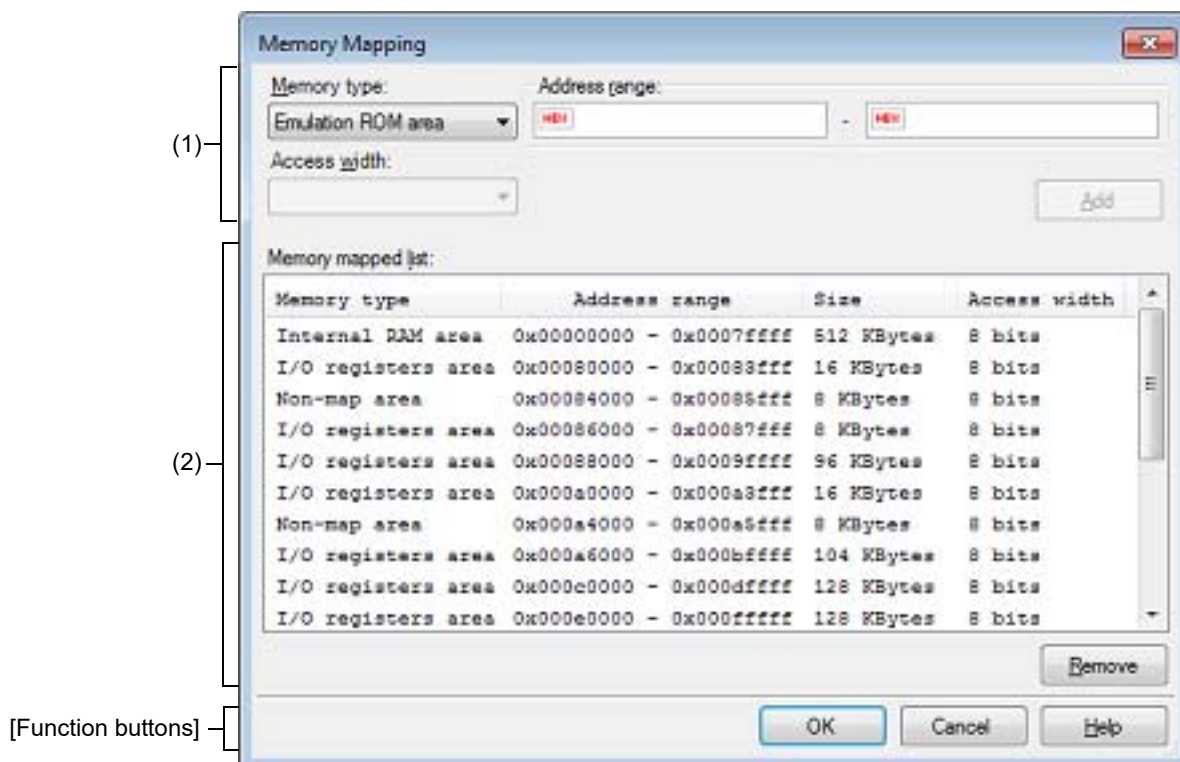 Memory Mapping
Memory type: Address range:
Emulation ROM area HEX - HEX
(1)
Access width:
Add
Memory mapped list:
Memory type Address range Size Access width
Internal RAM area 0x00000000 - 0x0007ffff 512 KBytes 8 bits
I/O registers area 0x00080000 - 0x00083fff 16 KBytes 8 bits
Non-map area 0x00084000 - 0x00085fff 8 KBytes 8 bits
I/O registers area 0x00086000 - 0x00087fff 8 KBytes 8 bits
(2)
I/O registers area 0x00088000 - 0x0009ffff 96 KBytes 8 bits
I/O registers area 0x000a0000 - 0x000a3fff 16 KBytes 8 bits
Non-map area 0x000a4000 - 0x000a5fff 8 KBytes 8 bits
I/O registers area 0x000a6000 - 0x000bffff 104 KBytes 8 bits
I/O registers area 0x000c0000 - 0x000dffff 128 KBytes 8 bits
I/O registers area 0x000e0000 - 0x000fffff 128 KBytes 8 bits
Remove
[Function buttons]
OK Cancel Help